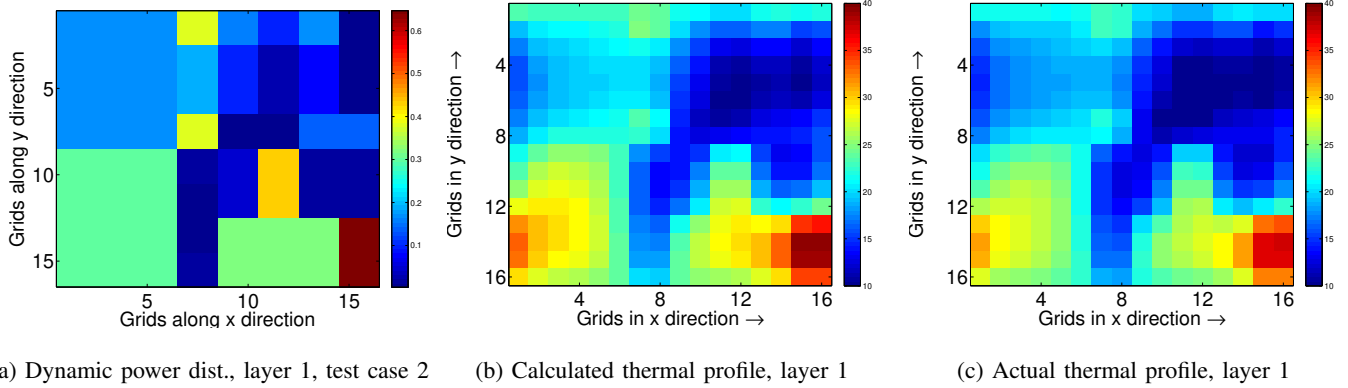 Grids along y direction
5
10
15
5 10 15
Grids along x direction
0.6
0.5
0.4
0.3
0.2
0.1
Grids in y direction →
4
8
12
16
4 8 12 16
Grids in x direction →
40
35
30
25
20
15
10
Grids in y direction →
4
8
12
16
4 8 12 16
Grids in x direction →
40
35
30
25
20
15
10
a) Dynamic power dist., layer 1, test case 2
(b) Calculated thermal profile, layer 1
(c) Actual thermal profile, layer 1